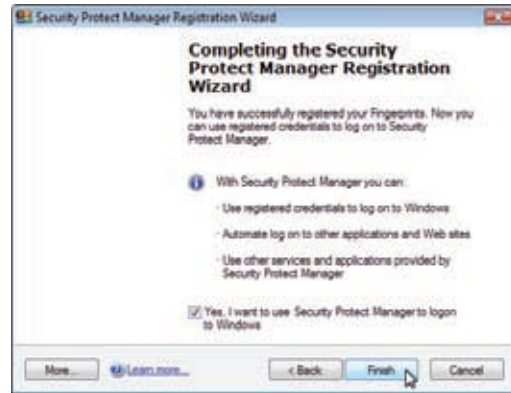 Security Protect Manager Registration Wizard
Completing the Security
Protect Manager Registration
Wizard
You have successfully registered your Fingerprints. Now you
can use registered credentials to log on to Security
Protect Manager.
With Security Protect Manager you can:
· Use registered credentials to log on to Windows
· Automate log on to other applications and Web sites
· Use other services and applications provided by
Security Protect Manager
Yes, I want to use Security Protect Manager to logon
to Windows
More... Learn more... < Back Finish Cancel